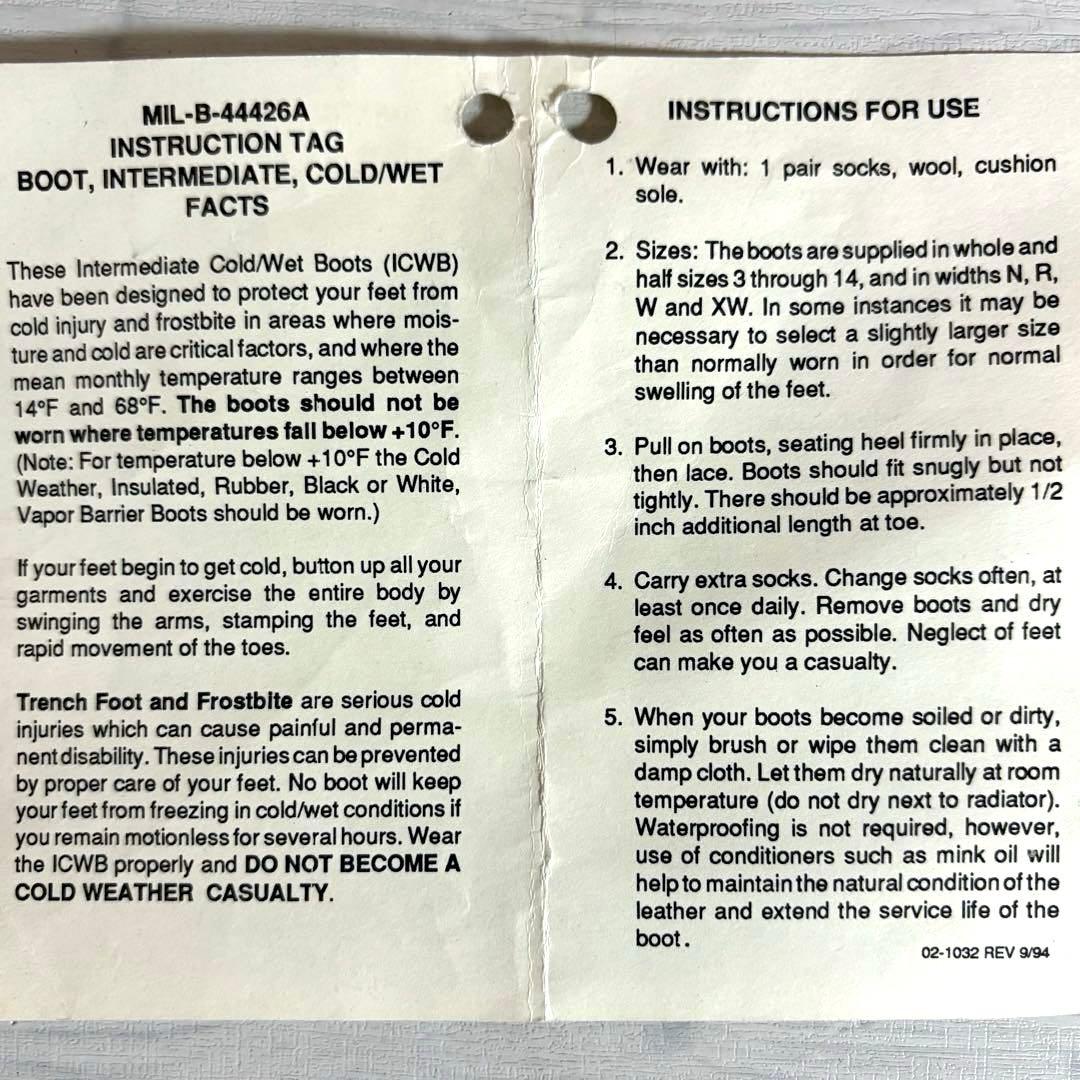 MIL-B-44426A
INSTRUCTION TAG
BOOT, INTERMEDIATE, COLD/WET
FACTS
These Intermediate Cold/Wet Boots (ICWB)
have been designed to protect your feet from
cold injury and frostbite in areas where mois-
ture and cold are critical factors, and where the
mean monthly temperature ranges between
14°F and 68°F. The boots should not be
worn where temperatures fall below +10°F.
(Note: For temperature below +10°F the Cold
Weather, Insulated, Rubber, Black or White,
Vapor Barrier Boots should be worn.)
If your feet begin to get cold, button up all your
garments and exercise the entire body by
swinging the arms, stamping the feet, and
rapid movement of the toes.
Trench Foot and Frostbite are serious cold
injuries which can cause painful and perma-
nent disability. These injuries can be prevented
by proper care of your feet. No boot will keep
your feet from freezing in cold/wet conditions if
you remain motionless for several hours. Wear
the ICWB properly and DO NOT BECOME A
COLD WEATHER CASUALTY.
INSTRUCTIONS FOR USE
1. Wear with: 1 pair socks, wool, cushion
sole.
2. Sizes: The boots are supplied in whole and
half sizes 3 through 14, and in widths N, R,
W and XW. In some instances it may be
necessary to select a slightly larger size
than normally worn in order for normal
swelling of the feet.
3. Pull on boots, seating heel firmly in place,
then lace. Boots should fit snugly but not
tightly. There should be approximately 1/2
inch additional length at toe.
4. Carry extra socks. Change socks often, at
least once daily. Remove boots and dry
feel as often as possible. Neglect of feet
can make you a casualty.
5. When your boots become soiled or dirty,
simply brush or wipe them clean with a
damp cloth. Let them dry naturally at room
temperature (do not dry next to radiator).
Waterproofing is not required, however,
use of conditioners such as mink oil will
help to maintain the natural condition of the
leather and extend the service life of the
boot.
02-1032 REV 9/94